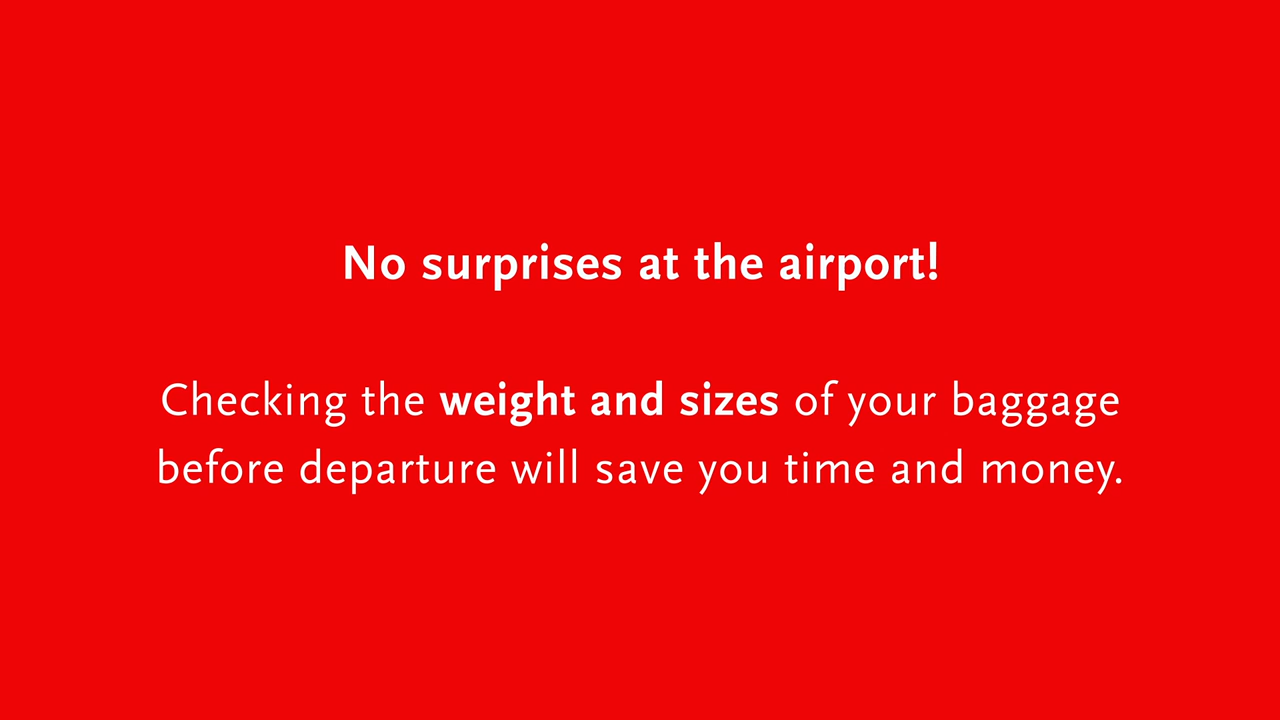 No surprises at the airport!
Checking the weight and sizes of your baggage
before departure will save you time and money.